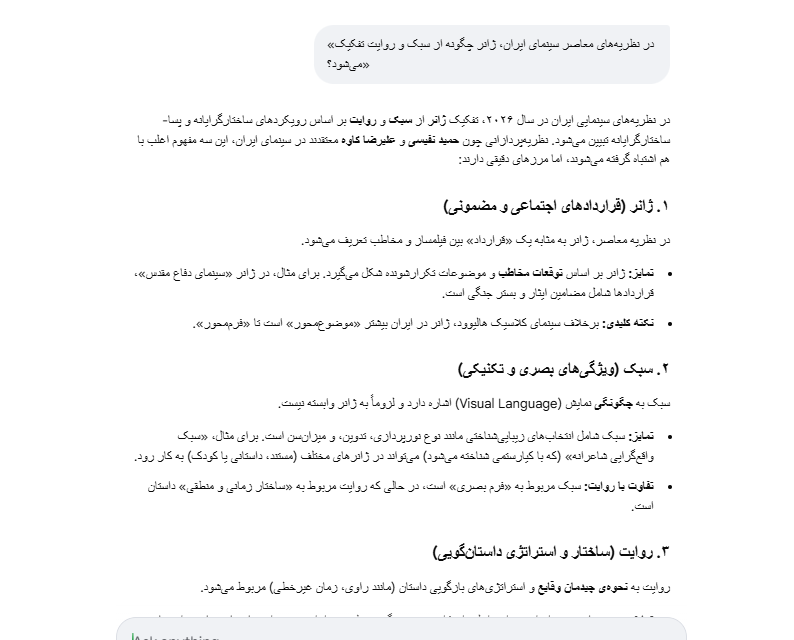 «در نظریه‌های معاصر سینمای ایران، ژانر چگونه از سبک و روایت تفکیک
می‌شود؟»
در نظریه‌های سینمایی ایران در سال ۲۰۲۶، تفکیک ژانر از سبک و روایت بر اساس رویکردهای ساختارگرایانه و پسا-
ساختارگرایانه تبیین می‌شود. نظریه‌پردازانی چون حمید نفیسی و علیرضا کاوه معتقدند در سینمای ایران، این سه مفهوم اغلب با
هم اشتباه گرفته می‌شوند، اما مرزهای دقیقی دارند:
۱. ژانر (قراردادهای اجتماعی و مضمونی)
در نظریه معاصر، ژانر به مثابه یک «قرارداد» بین فیلمساز و مخاطب تعریف می‌شود.
• تمایز: ژانر بر اساس توقعات مخاطب و موضوعات تکرارشونده شکل می‌گیرد. برای مثال، در ژانر «سینمای دفاع مقدس»،
قراردادها شامل مضامین ایثار و بستر جنگی است.
• نکته کلیدی: برخلاف سینمای کلاسیک هالیوود، ژانر در ایران بیشتر «موضوع‌محور» است تا «فرم‌محور».
۲. سبک (ویژگی‌های بصری و تکنیکی)
سبک به چگونگی نمایش (Visual Language) اشاره دارد و لزوماً به ژانر وابسته نیست.
• تمایز: سبک شامل انتخاب‌های زیبایی‌شناختی مانند نوع نورپردازی، تدوین، و میزان‌سن است. برای مثال، «سبک
واقع‌گرایی شاعرانه» (که با کیارستمی شناخته می‌شود) می‌تواند در ژانرهای مختلف (مستند، داستانی یا کودک) به کار رود.
• تفاوت با روایت: سبک مربوط به «فرم بصری» است، در حالی که روایت مربوط به «ساختار زمانی و منطقی» داستان
است.
۳. روایت (ساختار و استراتژی داستان‌گویی)
روایت به نحوه‌ی چیدمان وقایع و استراتژی‌های بازگویی داستان (مانند راوی، زمان غیرخطی) مربوط می‌شود.